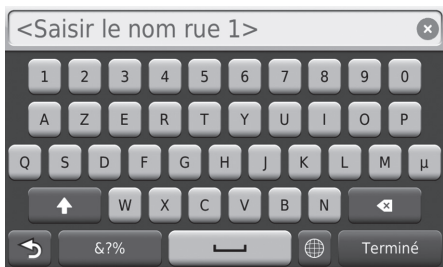 <Saisir le nom rue 1>
1 2 3 4 5 6 7 8 9 0
A Z E R T Y U I O P
Q S D F G H J K L M µ
W X C V B N
&?% Terminé